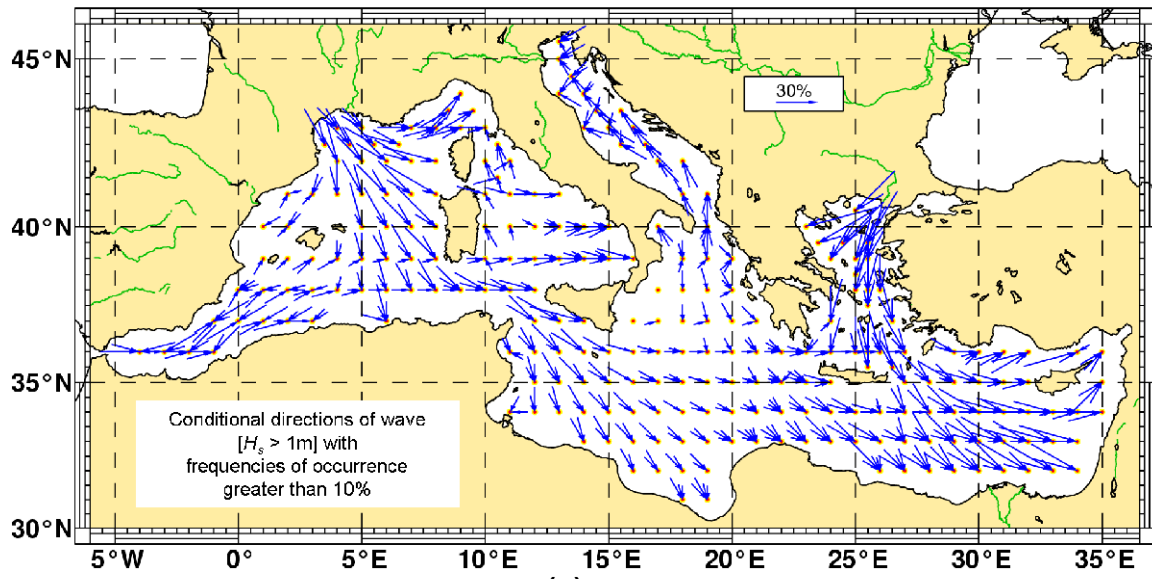 45°N
40°N
35°N
30°N
30%
Conditional directions of wave
[Hₛ > 1m] with
frequencies of occurrence
greater than 10%
5°W 0° 5°E 10°E 15°E 20°E 25°E 30°E 35°E